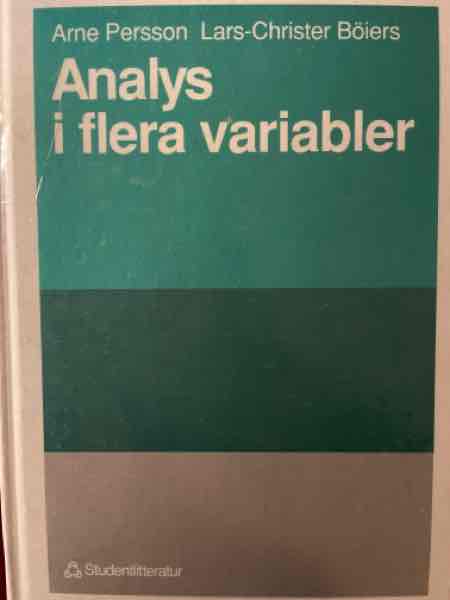 Arne Persson Lars-Christer Böiers
Analys
i flera variabler
Studentlitteratur